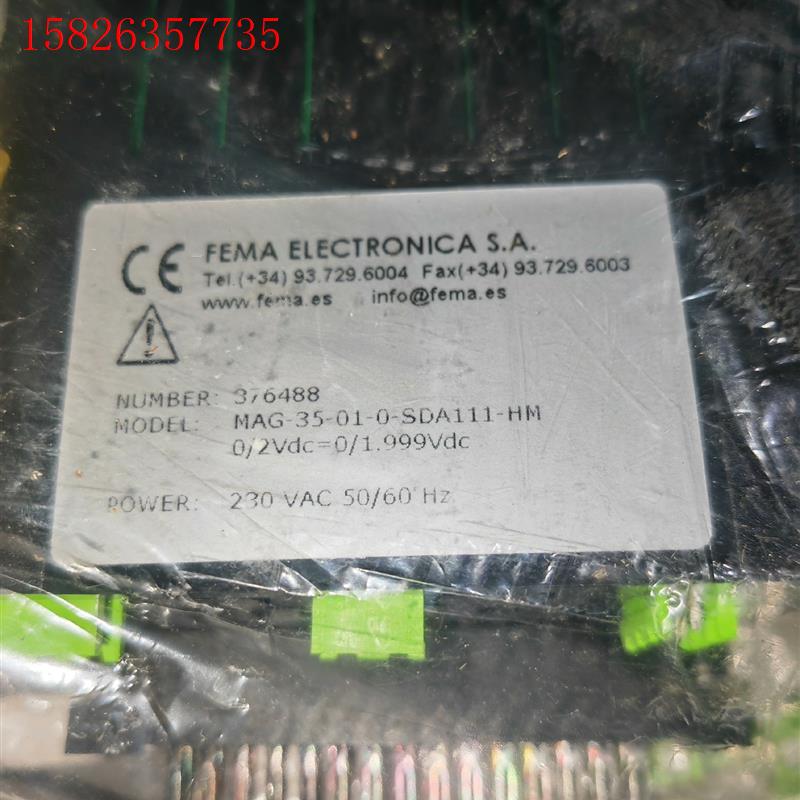 15826357735
CE FEMA ELECTRONICA S.A.
Tel.(+34) 93.729.6004 Fax(+34) 93.729.6003
www.fema.es info@fema.es
NUMBER: 376488
MODEL: MAG-35-01-0-SDA111-HM
0/2Vdc=0/1.999Vdc
POWER: 230 VAC 50/60 Hz